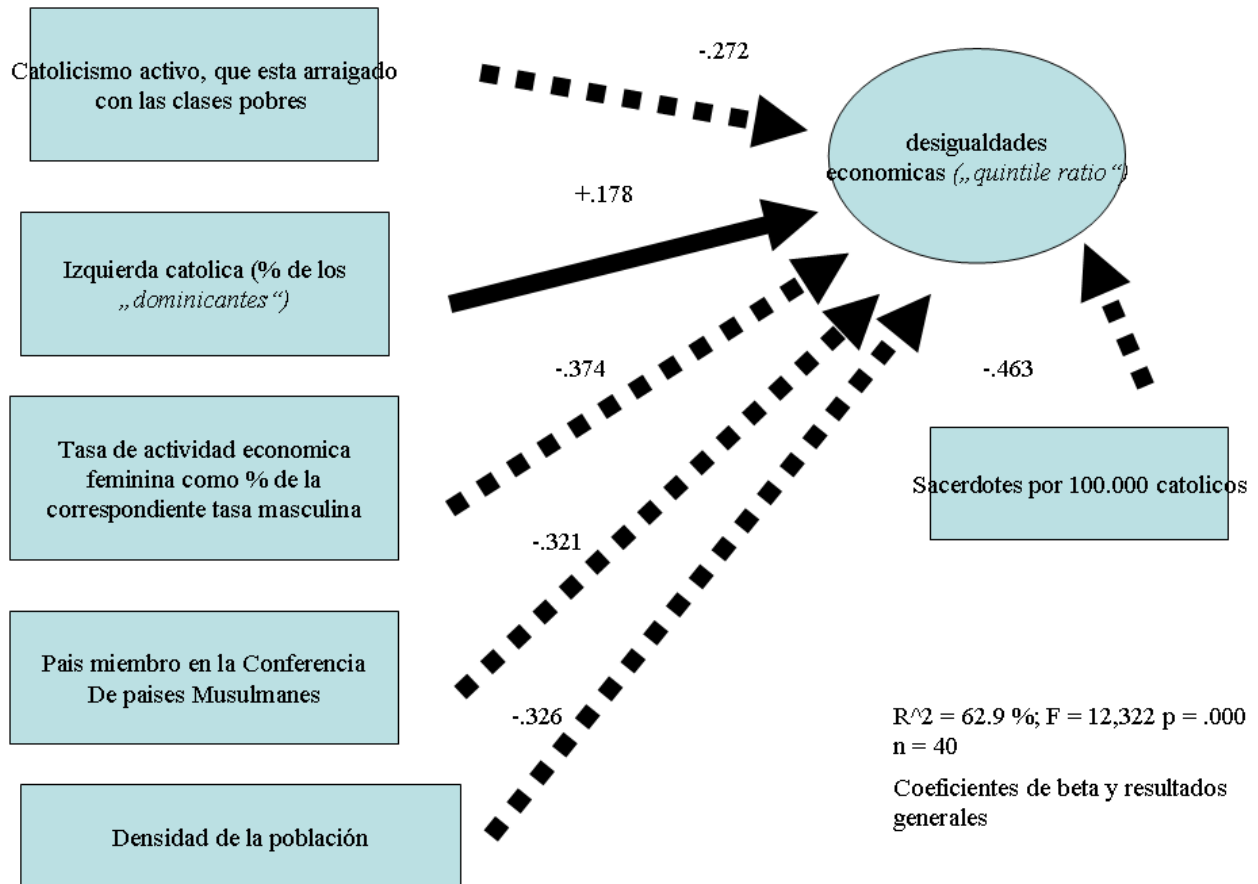 Catolicismo activo, que esta arraigado
con las clases pobres
-.272
desigualdades
economicas („quintile ratio“)
+.178
Izquierda catolica (% de los
„dominicantes“)
-.374
Tasa de actividad economica
feminina como % de la
correspondiente tasa masculina
-.463
Sacerdotes por 100.000 catolicos
-.321
Pais miembro en la Conferencia
De paises Musulmanes
-.326
Densidad de la población
R^2 = 62.9 %; F = 12,322 p = .000
n = 40
Coeficientes de beta y resultados
generales